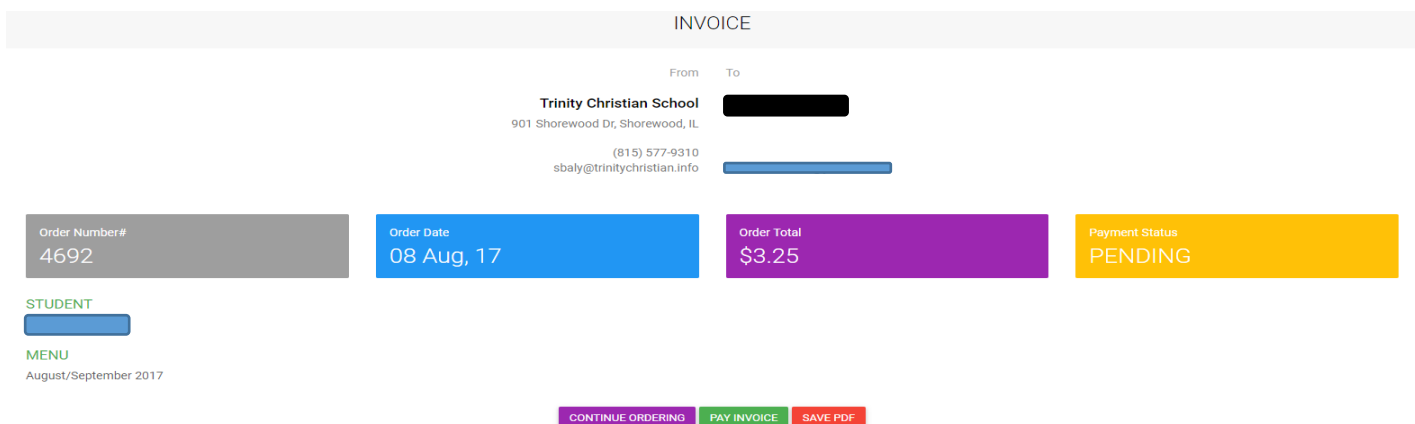 INVOICE
From
To
Trinity Christian School
901 Shorewood Dr, Shorewood, IL
(815) 577-9310
sbaly@trinitychristian.info
Order Number#
4692
Order Date
08 Aug, 17
Order Total
$3.25
Payment Status
PENDING
STUDENT
MENU
August/September 2017
CONTINUE ORDERING
PAY INVOICE
SAVE PDF